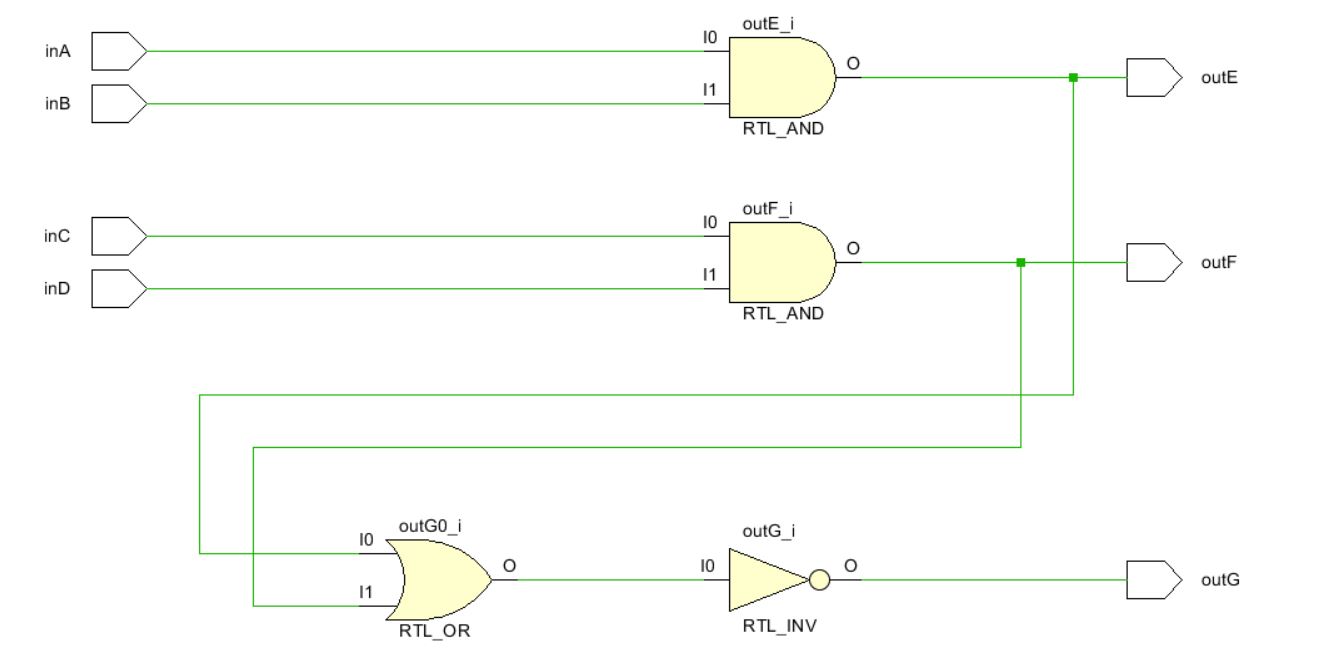 outE_i
inA
I0
O
outE
inB
I1
RTL_AND
outF_i
inC
I0
O
outF
inD
I1
RTL_AND
outG0_i
I0
O
I1
RTL_OR
outG_i
I0
O
outG
RTL_INV